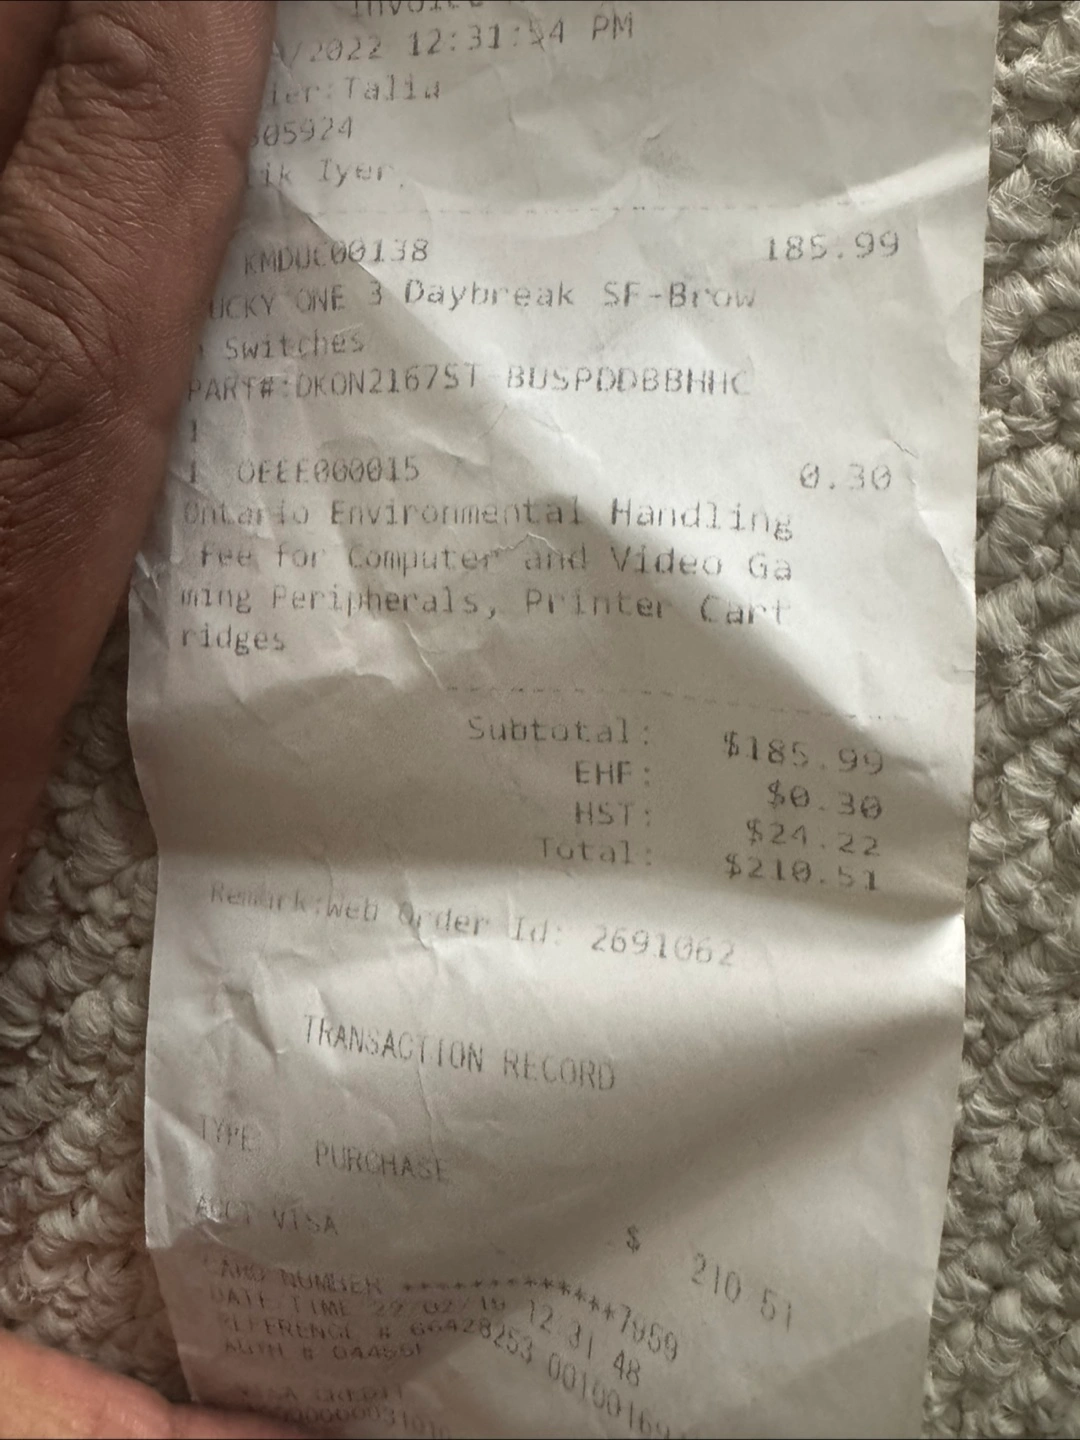 Invoice
/2022 12:31:54 PM
ier:Talia
305924
ik Iyer,
KMDUC00138 185.99
UCKY ONE 3 Daybreak SF-Brow
n Switches
PART#:DKON2167ST-BUSPDDBBHHC
1
1 OEEE000015 0.30
Ontario Environmental Handling
Fee for Computer and Video Ga
ming Peripherals, Printer Cart
ridges
Subtotal: $185.99
EHF: $0.30
HST: $24.22
Total: $210.51
Remark:Web Order Id: 2691062
TRANSACTION RECORD
TYPE PURCHASE
ACCT VISA $ 210 51
CARD NUMBER ************7959
DATE TIME 22 02/19 12 31 48
REFERENCE # 66428253 00100169
AUTH #
VISA CREDIT